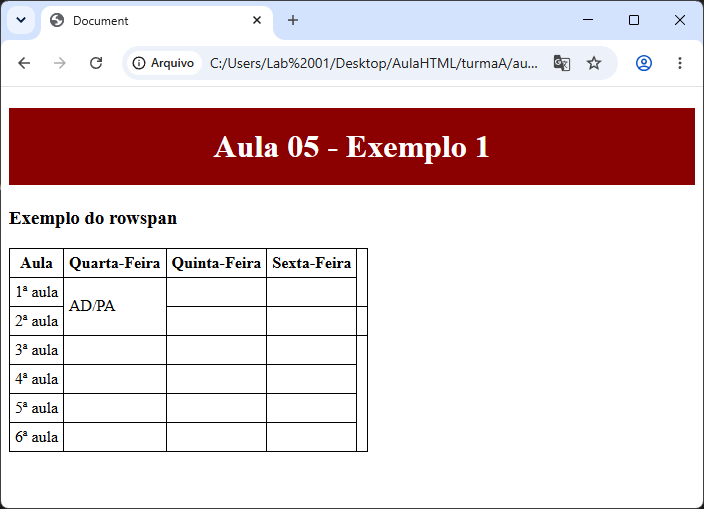 Document
Arquivo C:/Users/Lab%2001/Desktop/AulaHTML/turmaA/au...
Aula 05 - Exemplo 1
Exemplo do rowspan
Aula Quarta-Feira Quinta-Feira Sexta-Feira
1ª aula
AD/PA
2ª aula
3ª aula
4ª aula
5ª aula
6ª aula